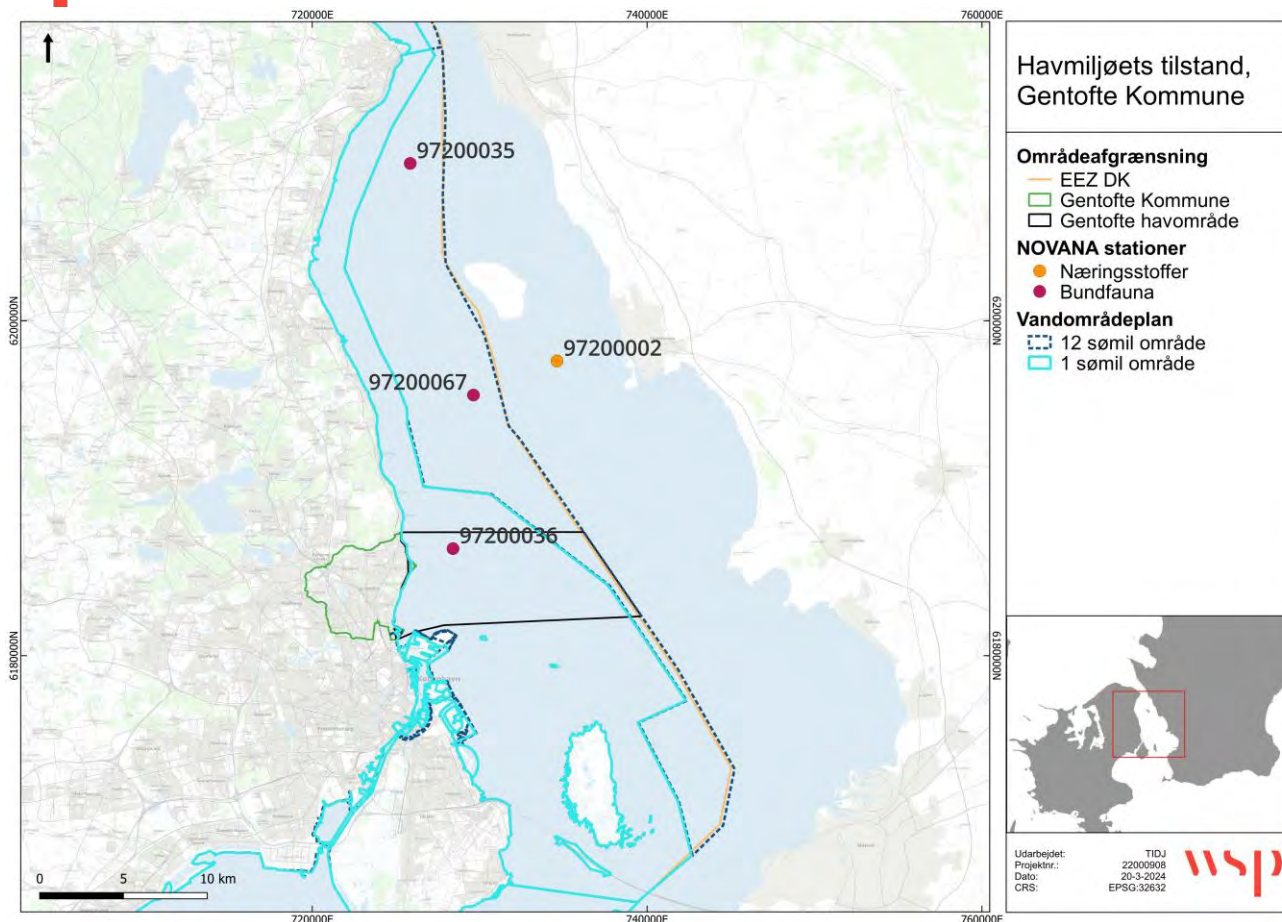 720000E
740000E
760000E
Havmiljøets tilstand,
Gentofte Kommune
Områdeafgrænsning
EEZ DK
Gentofte Kommune
Gentofte havområde
NOVANA stationer
Næringsstoffer
Bundfauna
Vandområdeplan
12 sømil område
1 sømil område
97200035
6200000N
6200000N
97200002
97200067
97200036
6180000N
6180000N
0 5 10 km
720000E
740000E
760000E
Udarbejdet: TIDJ
Projektnr.: 22000908
Dato: 20-3-2024
CRS: EPSG:32632
wsp